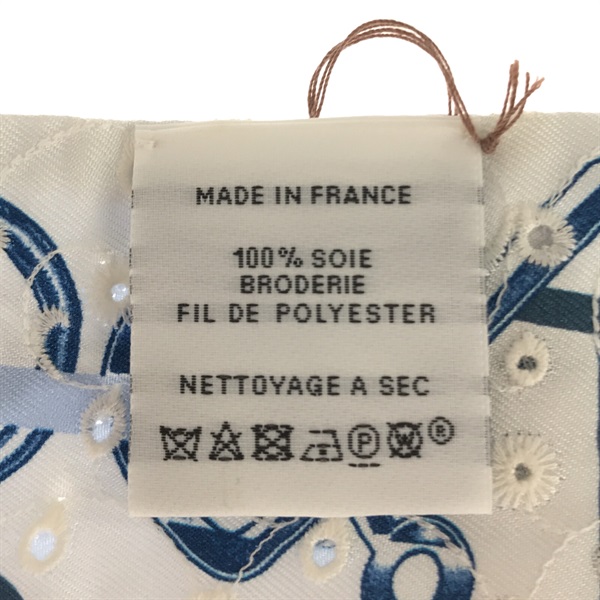 MADE IN FRANCE
100% SOIE
BRODERIE
FIL DE POLYESTER
NETTOYAGE A SEC
P W ®